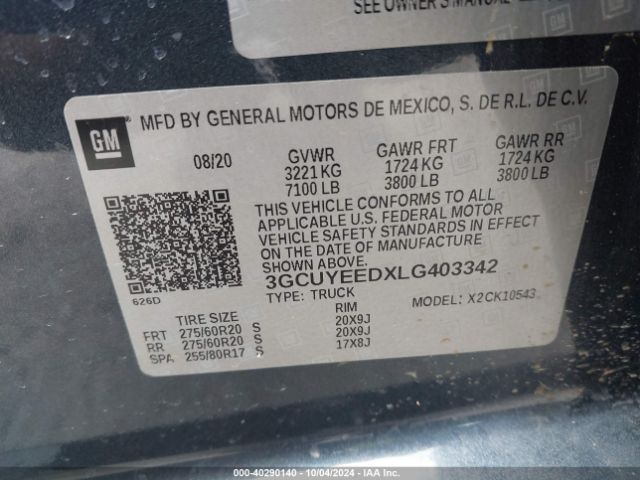 SEE OWNER'S MANUAL
GM
MFD BY GENERAL MOTORS DE MEXICO, S. DE R.L. DE C.V.
08/20 GVWR GAWR FRT GAWR RR
3221 KG 1724 KG 1724 KG
7100 LB 3800 LB 3800 LB
THIS VEHICLE CONFORMS TO ALL
APPLICABLE U.S. FEDERAL MOTOR
VEHICLE SAFETY STANDARDS IN EFFECT
ON THE DATE OF MANUFACTURE
SHOWN ABOVE
3GCUYEEDXLG403342
626D
TYPE: TRUCK MODEL: X2CK10543
TIRE SIZE RIM
FRT 275/60R20 S 20X9J
RR 275/60R20 S 20X9J
SPA 255/80R17 S 17X8J
000-40290140 - 10/04/2024 - IAA Inc.